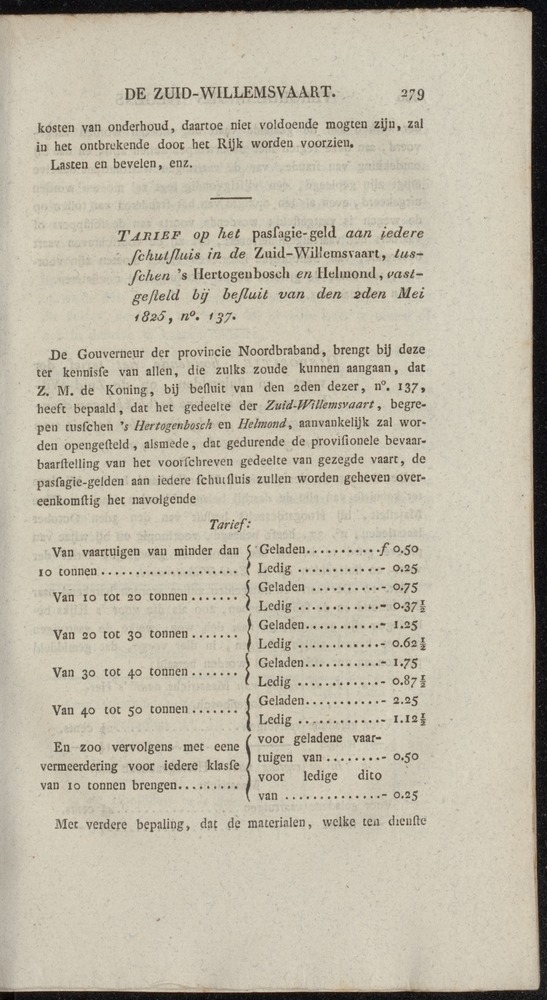 DE ZUID-WILLEMSVAART. 279
kosten van onderhoud, daartoe niet voldoende mogten zijn, zal
in het ontbrekende door het Rijk worden voorzien.
Lasten en bevelen, enz.
TARIEF op het pasſagie-geld aan iedere
ſchutſluis in de Zuid-Willemsvaart, tus-
ſchen 's Hertogenbosch en Helmond, vast-
geſteld bij beſluit van den 2den Mei
1825, nº. 137.
De Gouverneur der provincie Noordbraband, brengt bij deze
ter kennisſe van allen, die zulks zoude kunnen aangaan, dat
Z. M. de Koning, bij beſluit van den 2den dezer, nº. 137,
heeft bepaald, dat het gedeelte der Zuid-Willemsvaart, begre-
pen tusſchen 's Hertogenbosch en Helmond, aanvankelijk zal wor-
den opengeſteld, alsmede, dat gedurende de proviſionele bevaar-
baarſtelling van het voorſchreven gedeelte van gezegde vaart, de
pasſagie-gelden aan iedere ſchutſluis zullen worden geheven over-
eenkomſtig het navolgende
Tarief:
Van vaartuigen van minder dan { Geladen...........f 0.50
10 tonnen .................... { Ledig ............- 0.25
Van 10 tot 20 tonnen ....... { Geladen ..........- 0.75
Ledig ............- 0.37½
Van 20 tot 30 tonnen ....... { Geladen...........- 1.25
Ledig ............- 0.62½
Van 30 tot 40 tonnen ....... { Geladen...........- 1.75
Ledig ............- 0.87½
Van 40 tot 50 tonnen ....... { Geladen...........- 2.25
Ledig ............- 1.12½
En zoo vervolgens met eene
vermeerdering voor iedere klasſe
van 10 tonnen brengen.........
{ voor geladene vaar-
tuigen van ........- 0.50
voor ledige dito
van ..............- 0.25
Met verdere bepaling, dat de materialen, welke ten dienſte